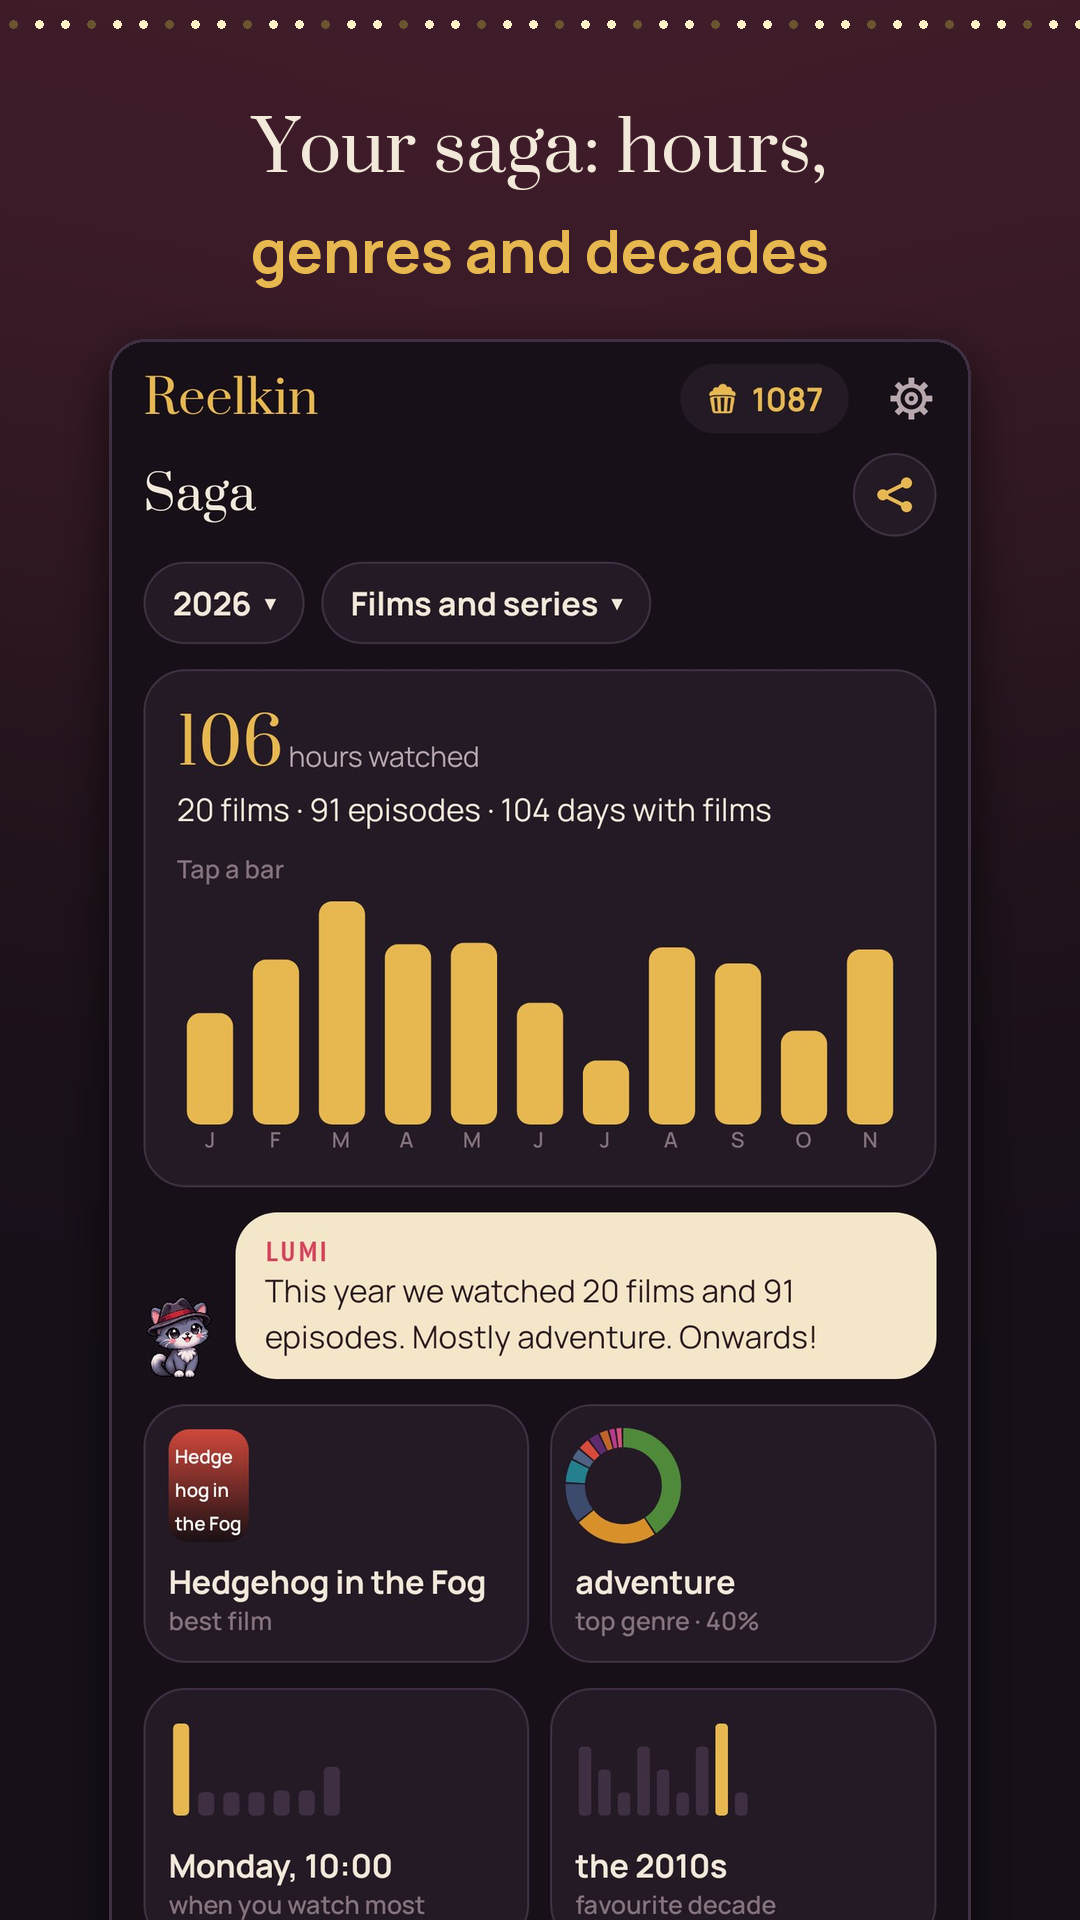 Your saga: hours,
genres and decades
Reelkin
1087
Saga
2026 ▾
Films and series ▾
106 hours watched
20 films · 91 episodes · 104 days with films
Tap a bar
J F M A M J J A S O N
LUMI
This year we watched 20 films and 91
episodes. Mostly adventure. Onwards!
Hedge
hog in
the Fog
Hedgehog in the Fog
best film
adventure
top genre · 40%
Monday, 10:00
when you watch most
the 2010s
favourite decade